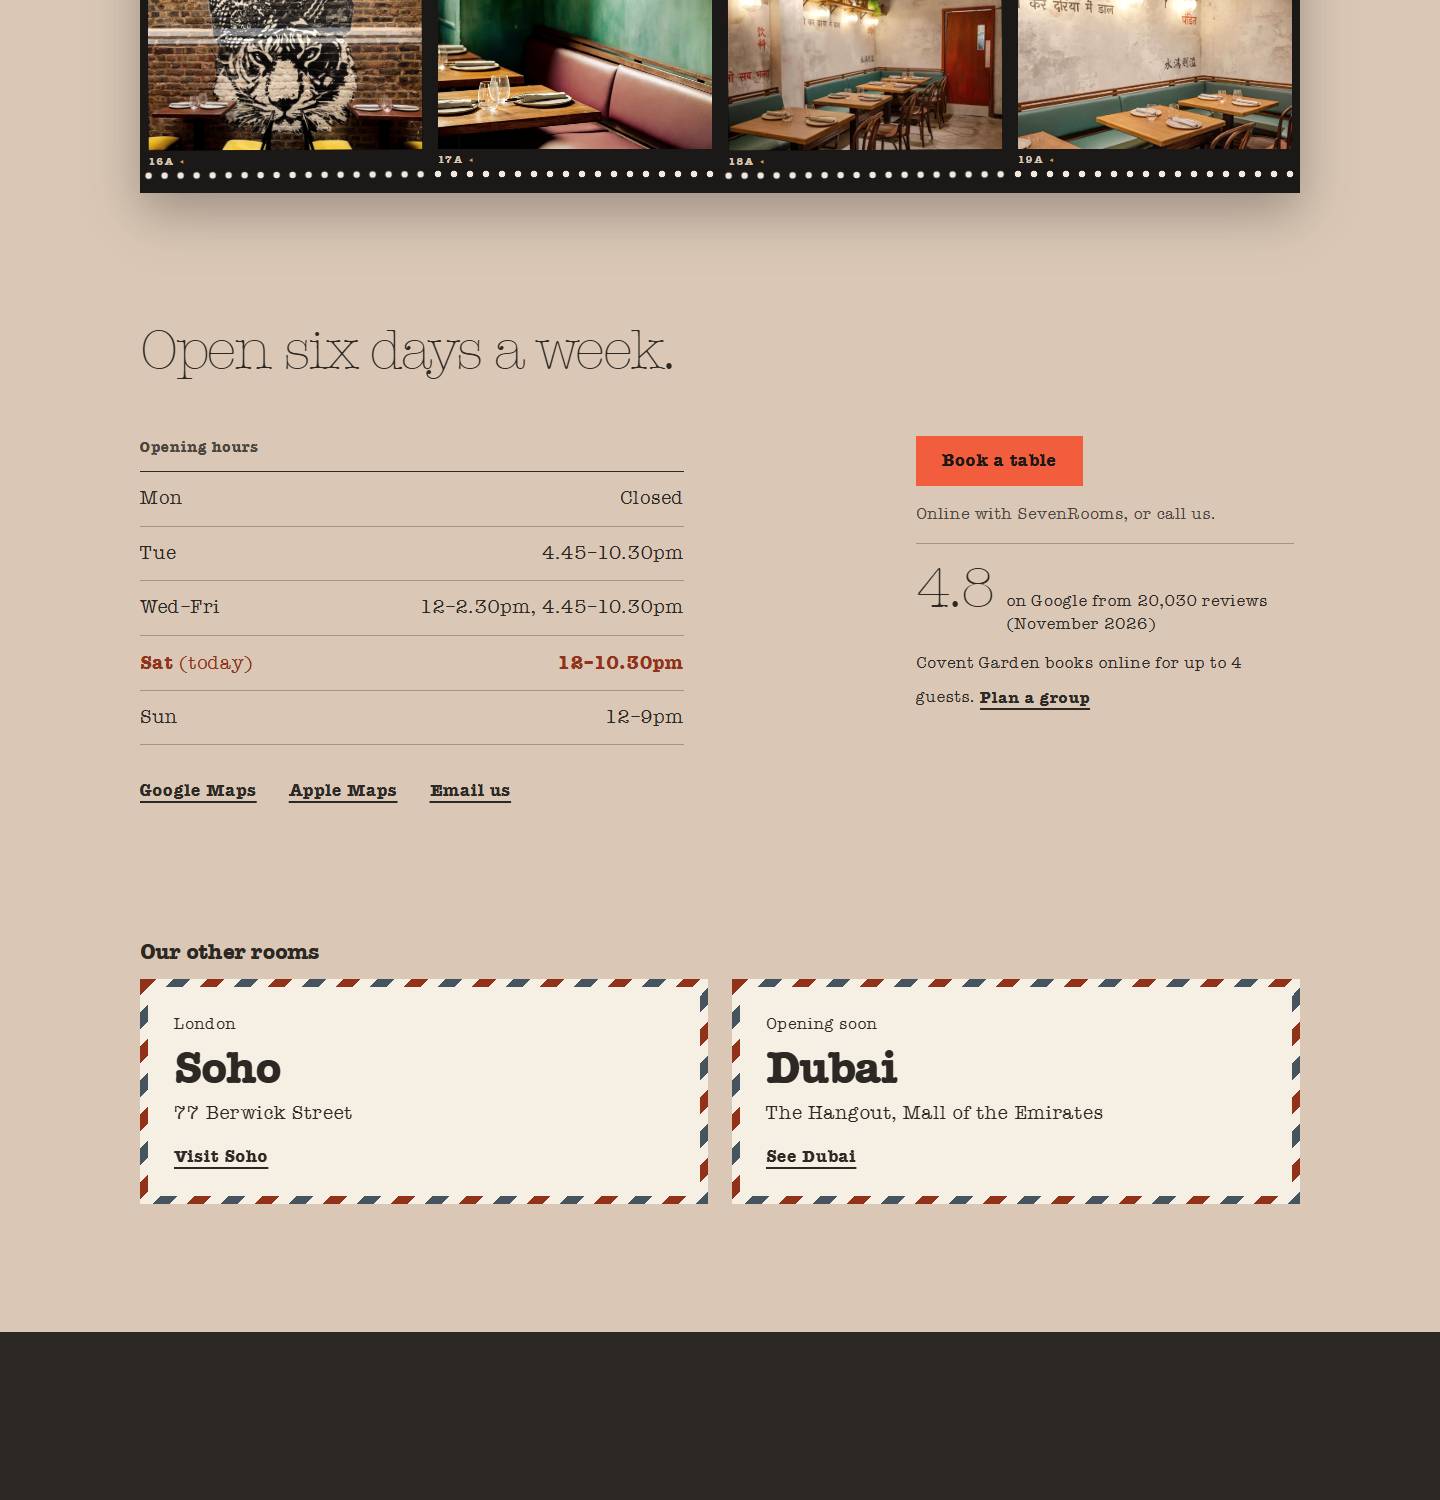 करे दरिया में डाल
16A
17A
18A
19A
Open six days a week.
Opening hours
Mon Closed
Tue 4.45–10.30pm
Wed–Fri 12–2.30pm, 4.45–10.30pm
Sat (today) 12–10.30pm
Sun 12–9pm
Google Maps Apple Maps Email us
Book a table
Online with SevenRooms, or call us.
4.8 on Google from 20,030 reviews
(November 2026)
Covent Garden books online for up to 4
guests. Plan a group
Our other rooms
London
Soho
77 Berwick Street
Visit Soho
Opening soon
Dubai
The Hangout, Mall of the Emirates
See Dubai